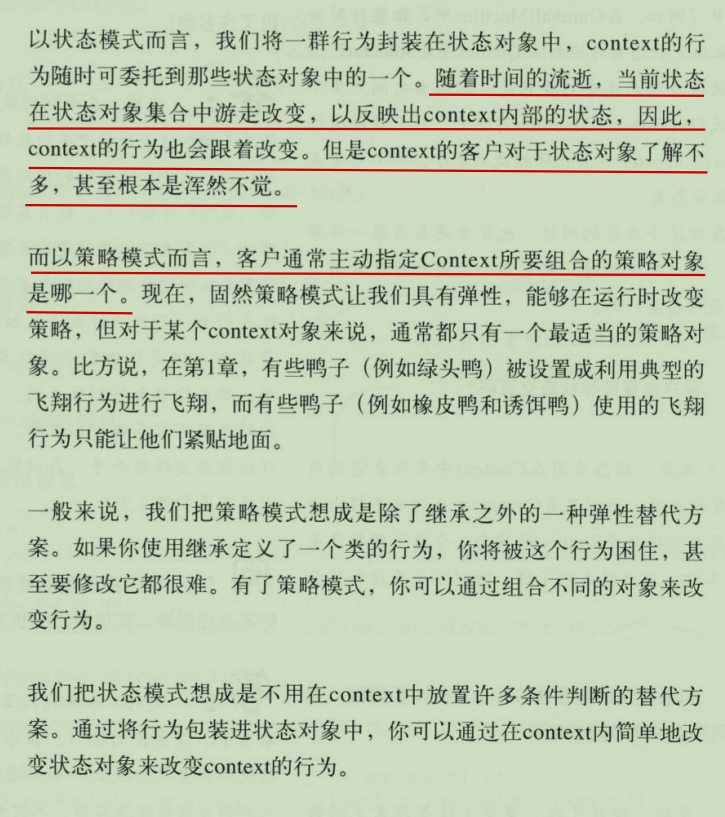 以状态模式而言，我们将一群行为封装在状态对象中，context的行
为随时可委托到那些状态对象中的一个。随着时间的流逝，当前状态
在状态对象集合中游走改变，以反映出context内部的状态，因此，
context的行为也会跟着改变。但是context的客户对于状态对象了解不
多，甚至根本是浑然不觉。
而以策略模式而言，客户通常主动指定Context所要组合的策略对象
是哪一个。现在，固然策略模式让我们具有弹性，能够在运行时改变
策略，但对于某个context对象来说，通常都只有一个最适当的策略对
象。比方说，在第1章，有些鸭子（例如绿头鸭）被设置成利用典型的
飞翔行为进行飞翔，而有些鸭子（例如橡皮鸭和诱饵鸭）使用的飞翔
行为只能让他们紧贴地面。
一般来说，我们把策略模式想成是除了继承之外的一种弹性替代方
案。如果你使用继承定义了一个类的行为，你将被这个行为困住，甚
至要修改它都很难。有了策略模式，你可以通过组合不同的对象来改
变行为。
我们把状态模式想成是不用在context中放置许多条件判断的替代方
案。通过将行为包装进状态对象中，你可以通过在context内简单地改
变状态对象来改变context的行为。